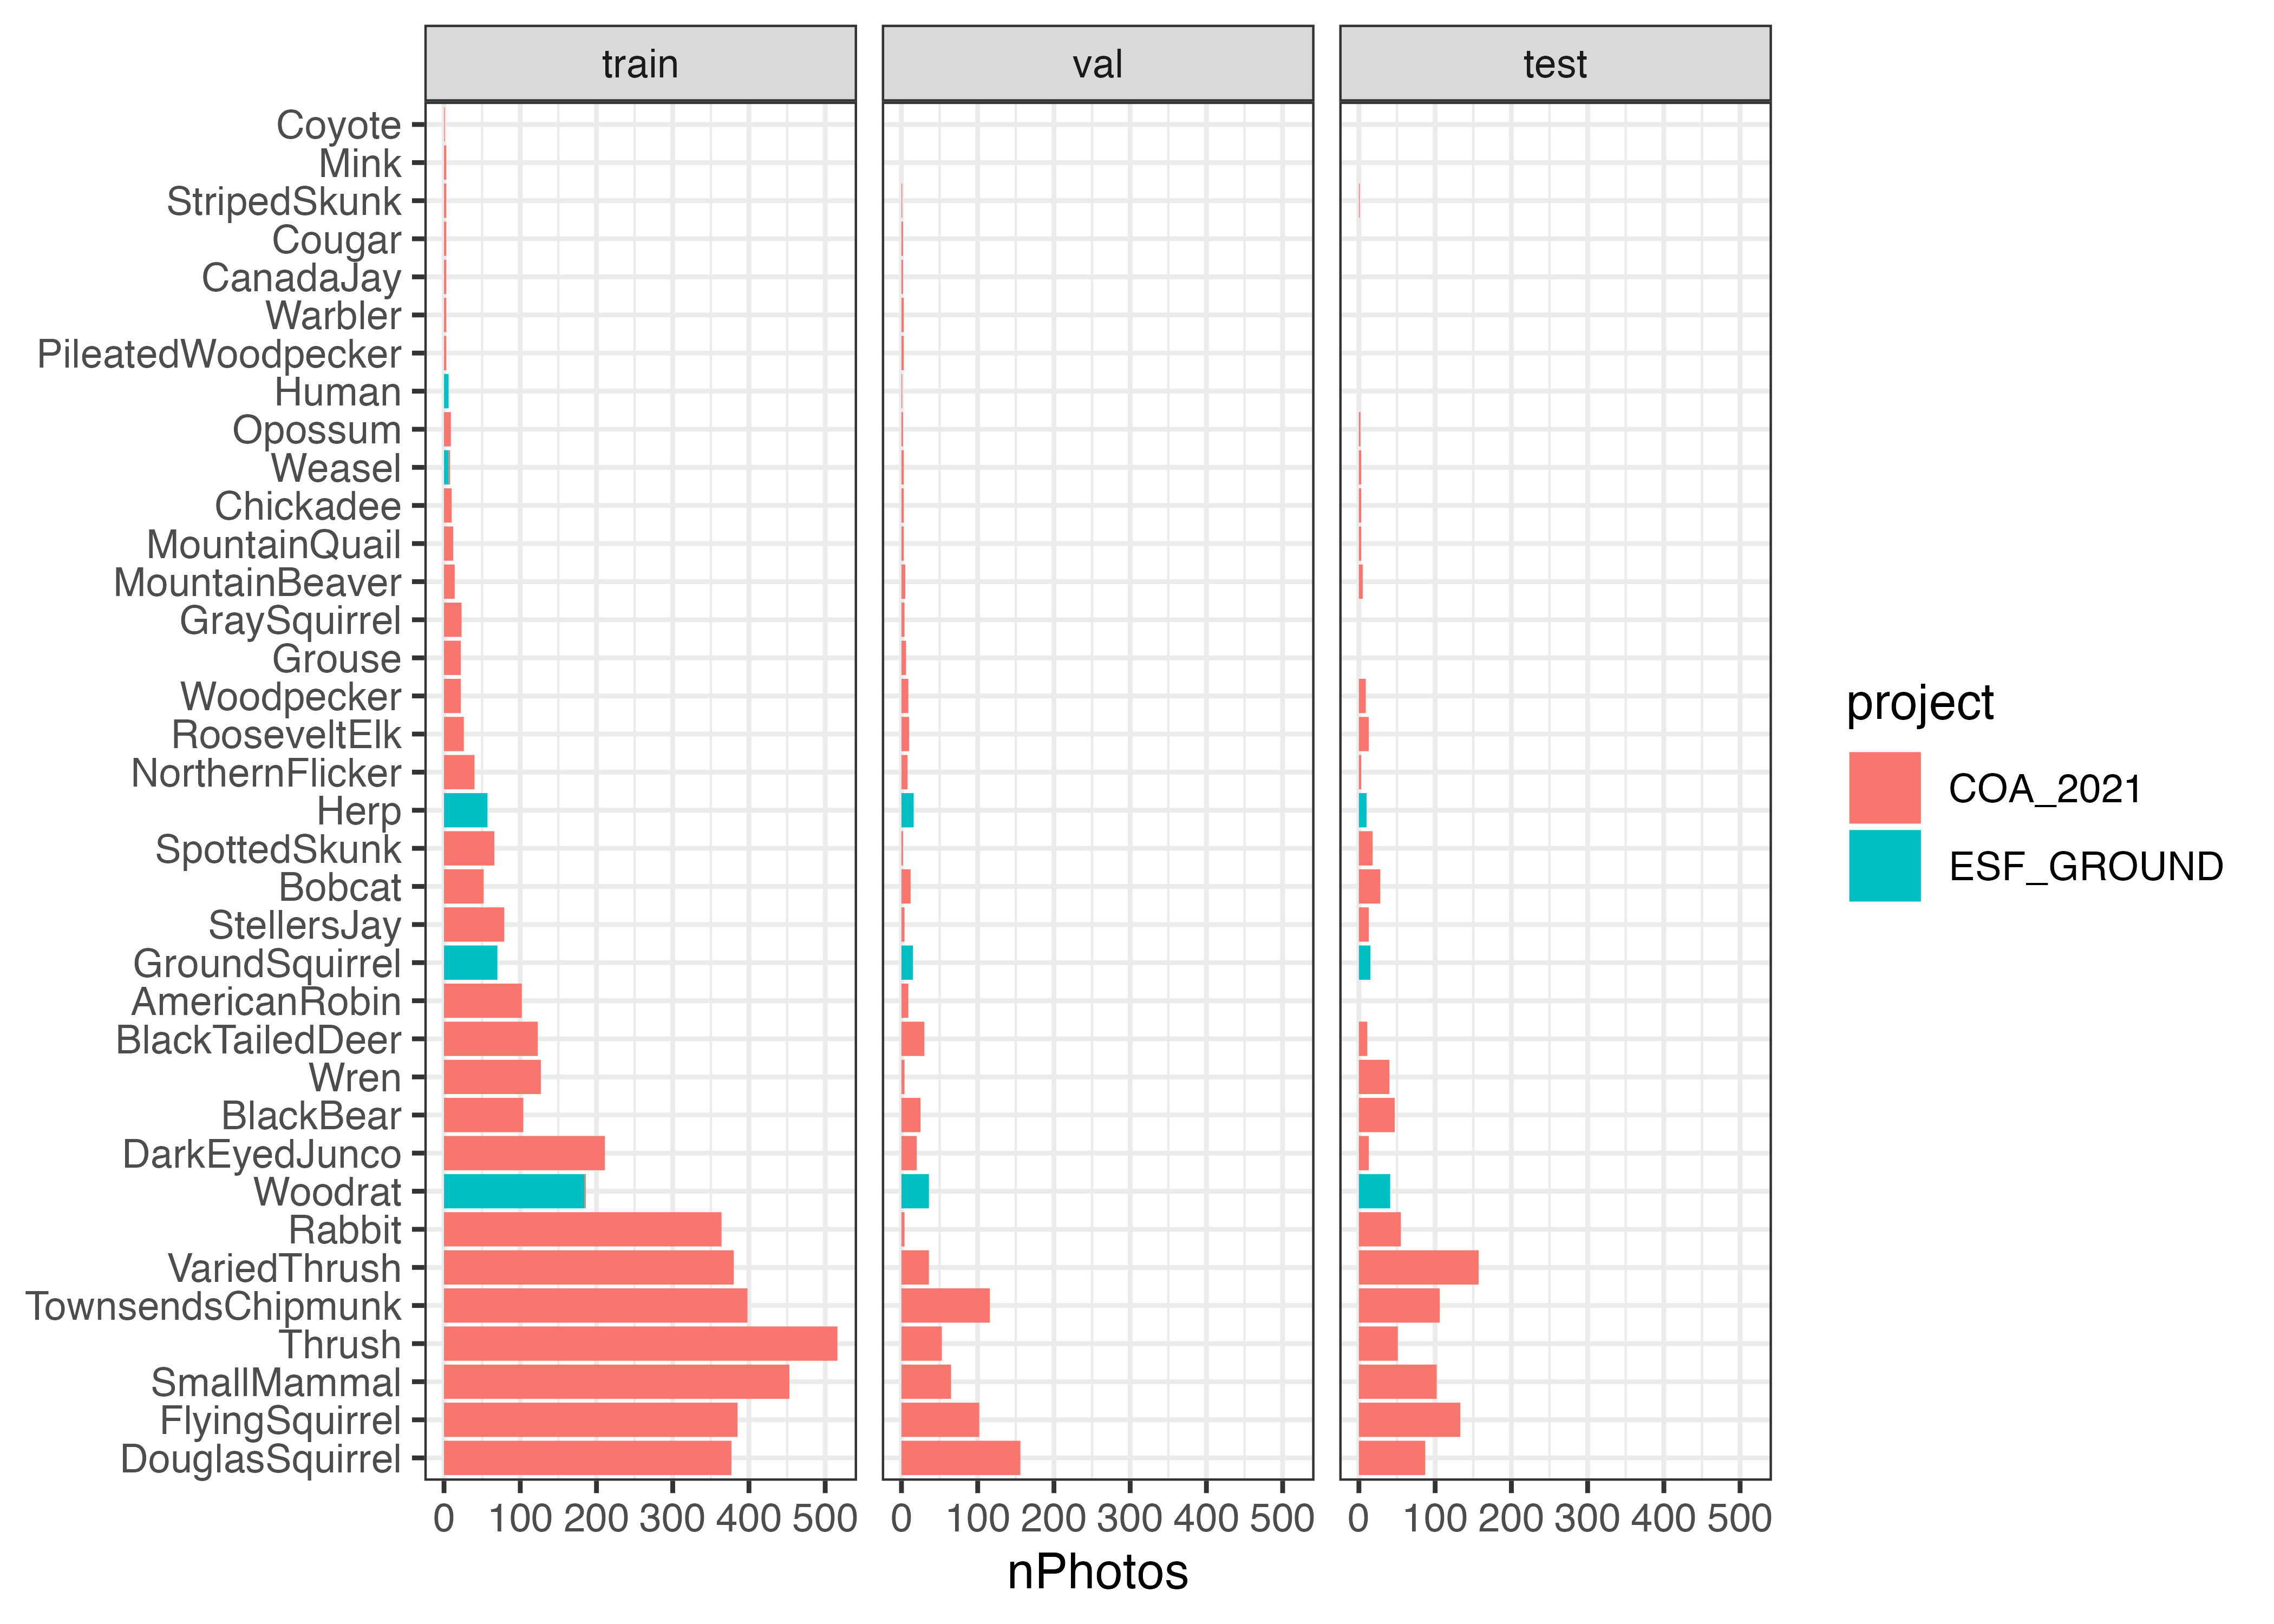 train val test
Coyote
Mink
StripedSkunk
Cougar
CanadaJay
Warbler
PileatedWoodpecker
Human
Opossum
Weasel
Chickadee
MountainQuail
MountainBeaver
GraySquirrel
Grouse
Woodpecker
RooseveltElk
NorthernFlicker
Herp
SpottedSkunk
Bobcat
StellersJay
GroundSquirrel
AmericanRobin
BlackTailedDeer
Wren
BlackBear
DarkEyedJunco
Woodrat
Rabbit
VariedThrush
TownsendsChipmunk
Thrush
SmallMammal
FlyingSquirrel
DouglasSquirrel
0 100 200 300 400 500 0 100 200 300 400 500 0 100 200 300 400 500
nPhotos
project
COA_2021
ESF_GROUND